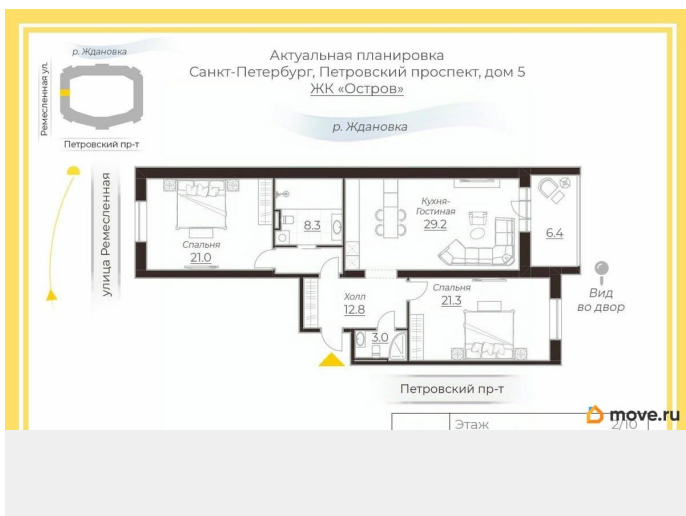 р. Ждановка
Ремесленная ул.
Петровский пр-т
Актуальная планировка
Санкт-Петербург, Петровский проспект, дом 5
ЖК «Остров»
р. Ждановка
улица Ремесленная
Спальня
21.0
8.3
Кухня-
Гостиная
29.2
6.4
Холл
12.8
3.0
Спальня
21.3
Вид
во двор
Петровский пр-т
Этаж
2/10
move.ru